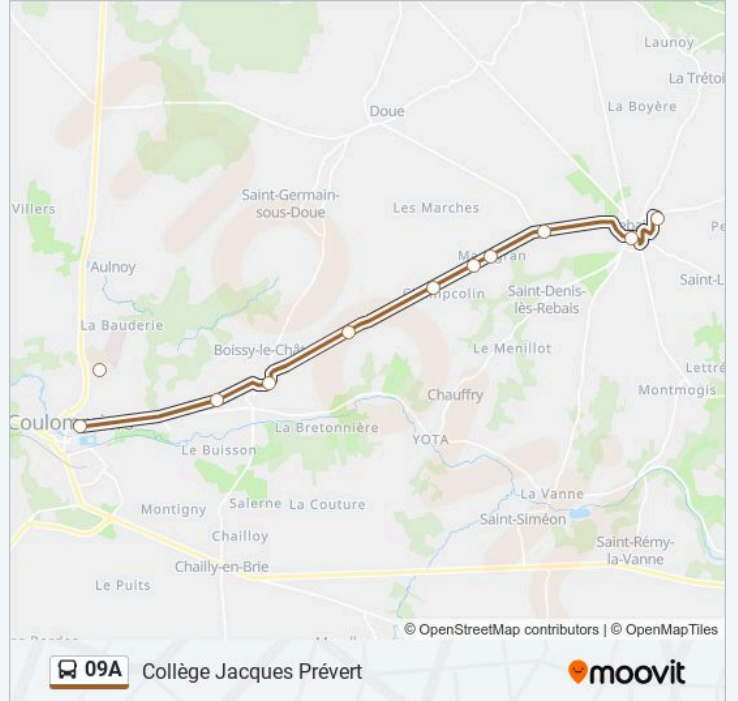 Launoy
La Trétoi
La Boyère
Doue
Saint-Germain-
sous-Doue
Les Marches
Villers
Pe
Aulnoy
Saint-L
Saint-Denis-
lès-Rebais
La Bauderie
Boissy-le-Châ
Le Menillot
Lettré
Montmogis
Chauffry
Coulom
La Bretonnière
YOTA
Le Buisson
La Vanne
Salerne
La Couture
Montigny
Saint-Siméon
Chailloy
Saint-Rémy-
la-Vanne
Chailly-en-Brie
Le Puits
© OpenStreetMap contributors | © OpenMapTiles
09A
Collège Jacques Prévert
moovit